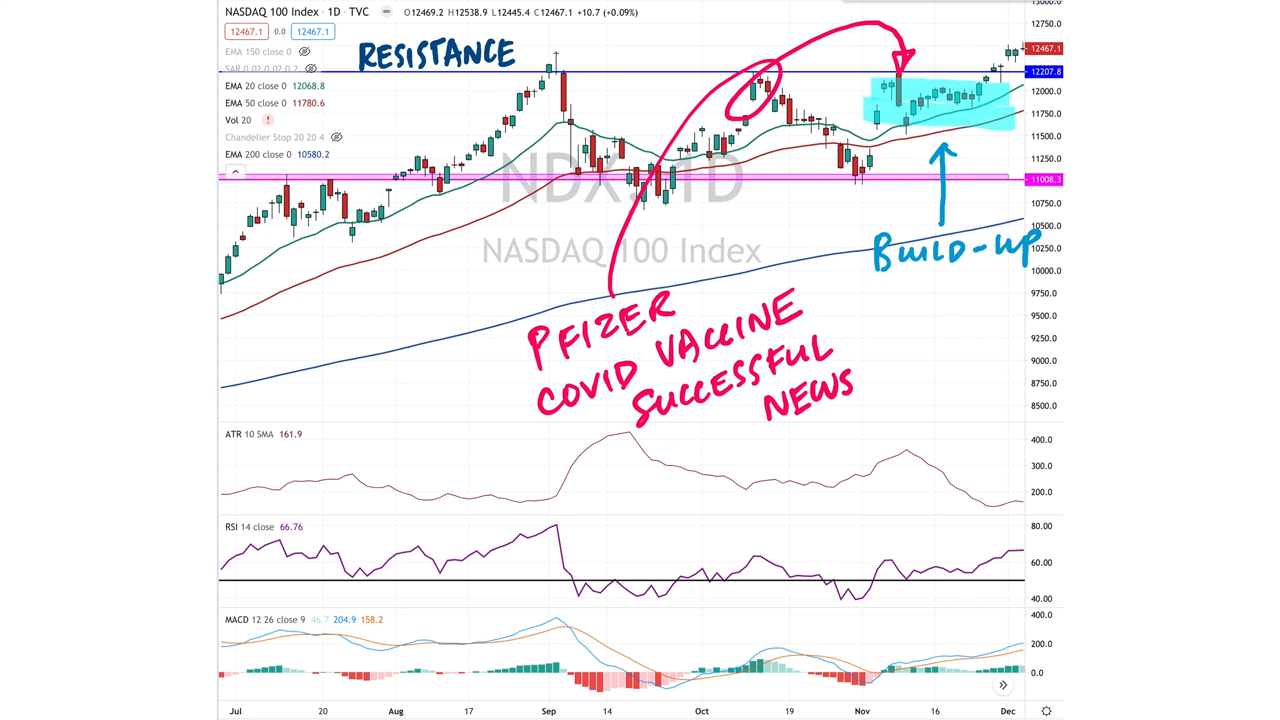 NASDAQ 100 Index · 1D · TVC O12469.2 H12538.9 L12445.4 C12467.1 +10.7 (+0.09%)
12467.1 0.0 12467.1
EMA 150 close 0
SAR 0.02 0.02 0.2
EMA 20 close 0 12068.8
EMA 50 close 0 11780.6
Vol 20
Chandelier Stop 20 20 4
EMA 200 close 0 10580.2
RESISTANCE
NDX, 1D
NASDAQ 100 Index
BUILD-UP
PFIZER
COVID VACCINE
SUCCESSFUL
NEWS
13000.0
12750.0
12467.1
12207.8
12000.0
11750.0
11500.0
11250.0
11008.3
10750.0
10500.0
10250.0
10000.0
9750.0
9500.0
9250.0
9000.0
8750.0
8500.0
ATR 10 SMA 161.9
400.0
300.0
200.0
RSI 14 close 66.76
80.00
60.00
40.00
MACD 12 26 close 9 46.7 204.9 158.2
400.0
200.0
0.0
Jul 20 Aug 17 Sep 14 Oct 19 Nov 16 Dec